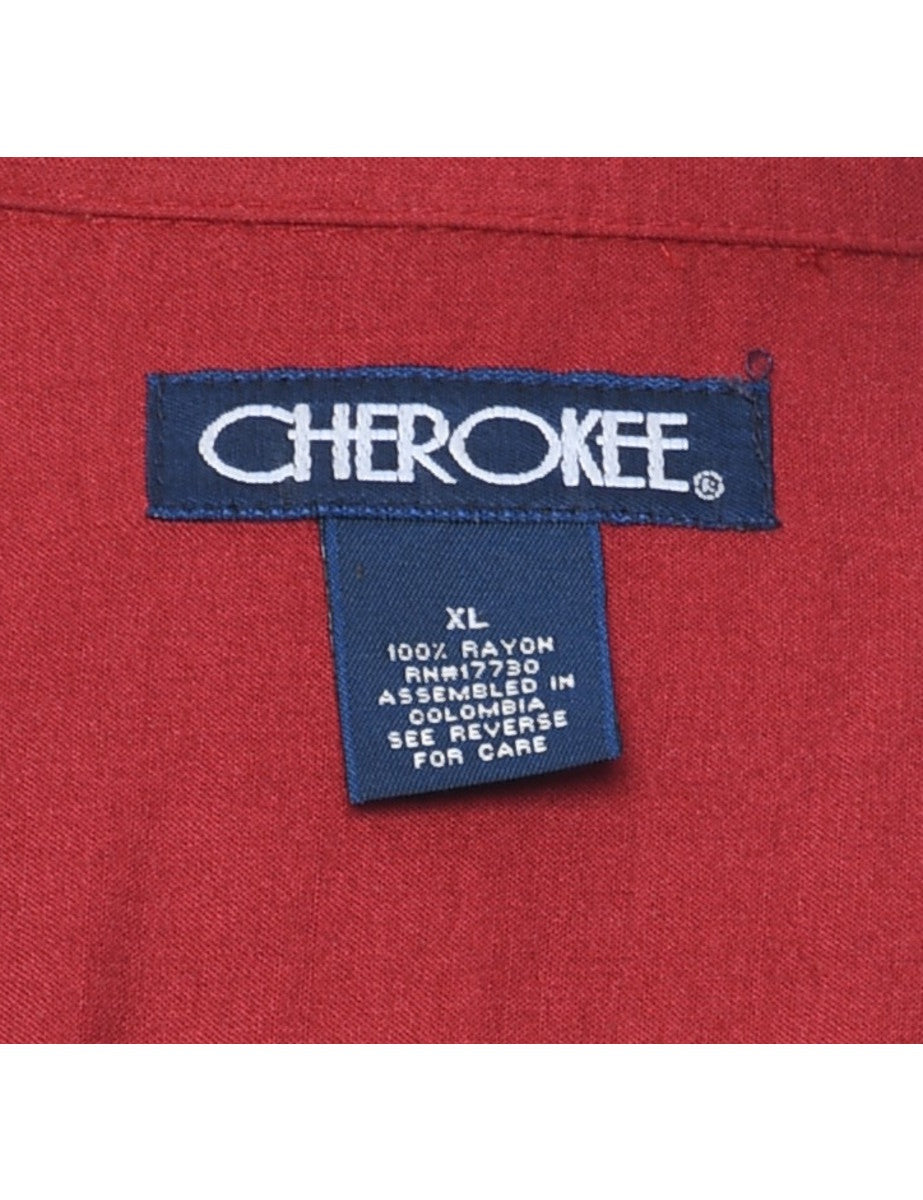 CHEROKEE®
XL
100% RAYON
RN#17730
ASSEMBLED IN
COLOMBIA
SEE REVERSE
FOR CARE